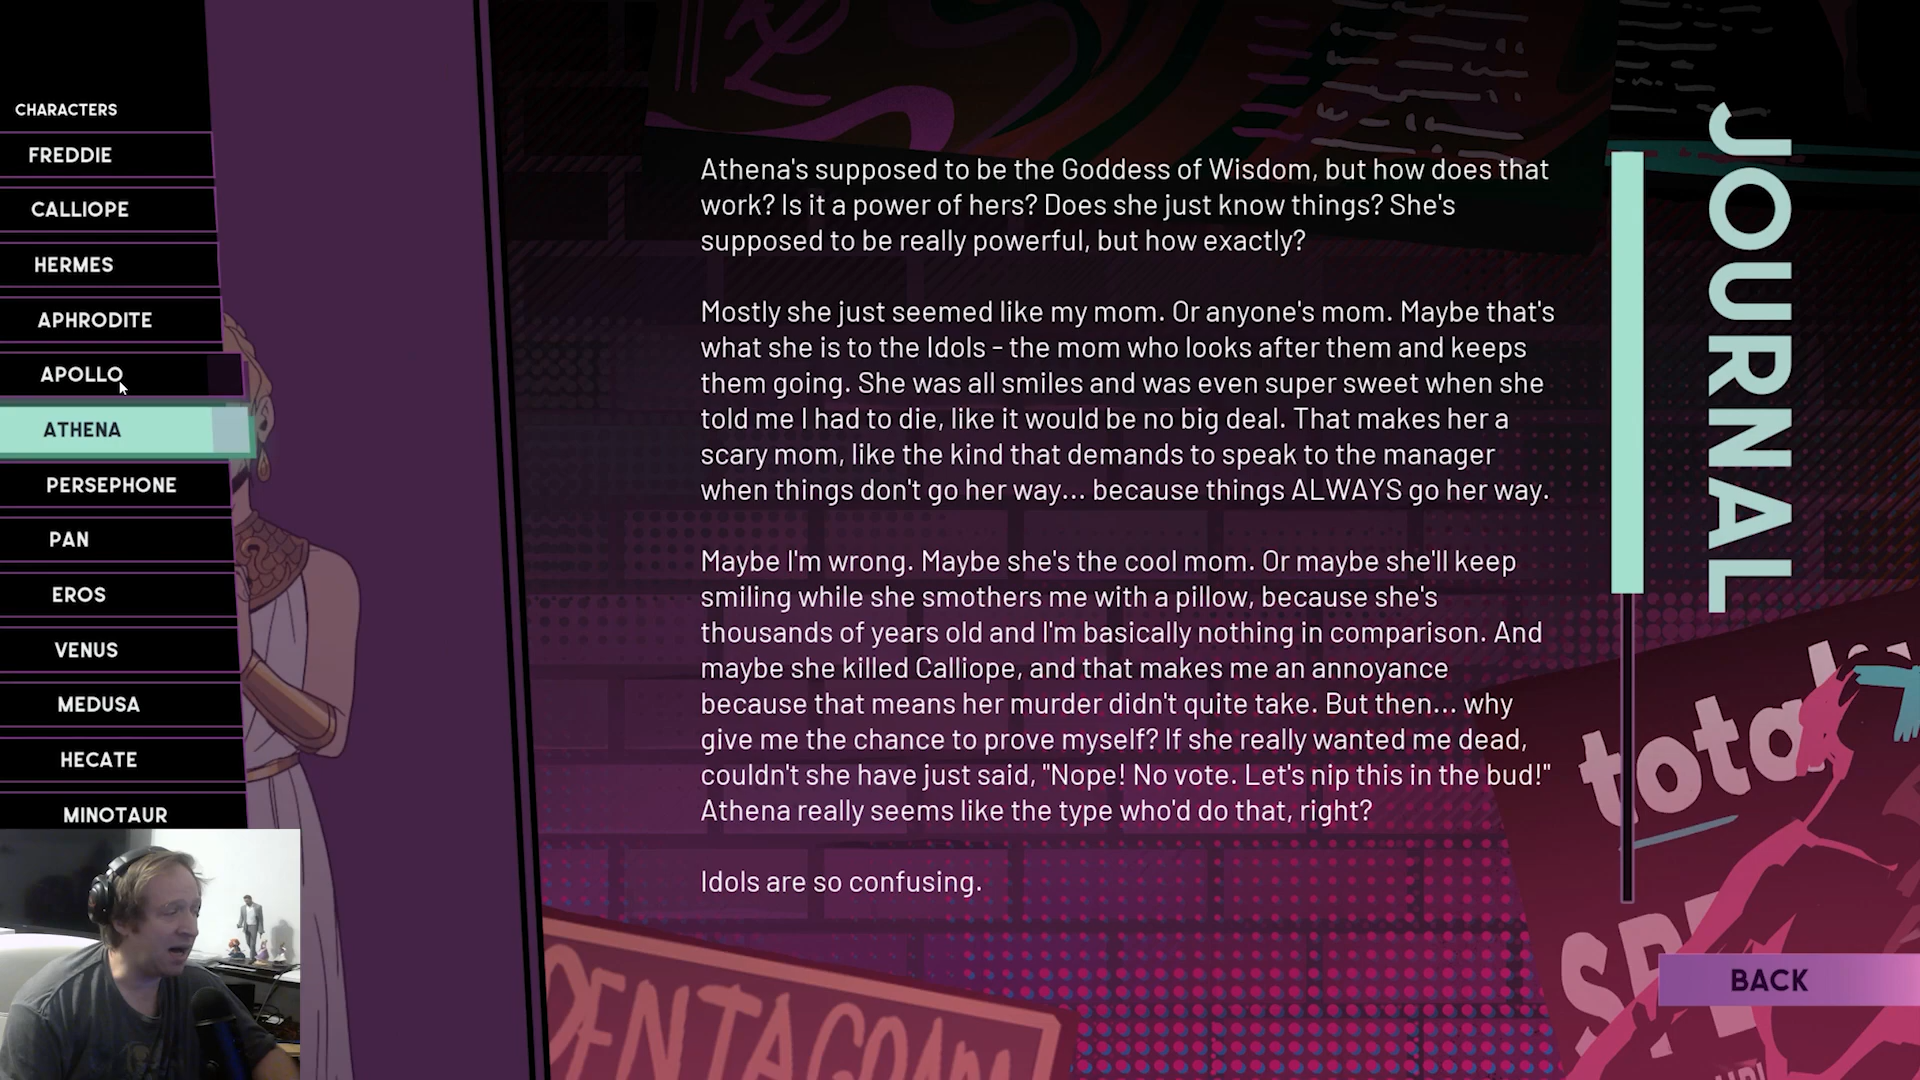 CHARACTERS
FREDDIE
CALLIOPE
HERMES
APHRODITE
APOLLO
ATHENA
PERSEPHONE
PAN
EROS
VENUS
MEDUSA
HECATE
MINOTAUR
Athena's supposed to be the Goddess of Wisdom, but how does that
work? Is it a power of hers? Does she just know things? She's
supposed to be really powerful, but how exactly?
Mostly she just seemed like my mom. Or anyone's mom. Maybe that's
what she is to the Idols - the mom who looks after them and keeps
them going. She was all smiles and was even super sweet when she
told me I had to die, like it would be no big deal. That makes her a
scary mom, like the kind that demands to speak to the manager
when things don't go her way... because things ALWAYS go her way.
Maybe I'm wrong. Maybe she's the cool mom. Or maybe she'll keep
smiling while she smothers me with a pillow, because she's
thousands of years old and I'm basically nothing in comparison. And
maybe she killed Calliope, and that makes me an annoyance
because that means her murder didn't quite take. But then... why
give me the chance to prove myself? If she really wanted me dead,
couldn't she have just said, "Nope! No vote. Let's nip this in the bud!"
Athena really seems like the type who'd do that, right?
Idols are so confusing.
JOURNAL
PENTAGRAM
BACK